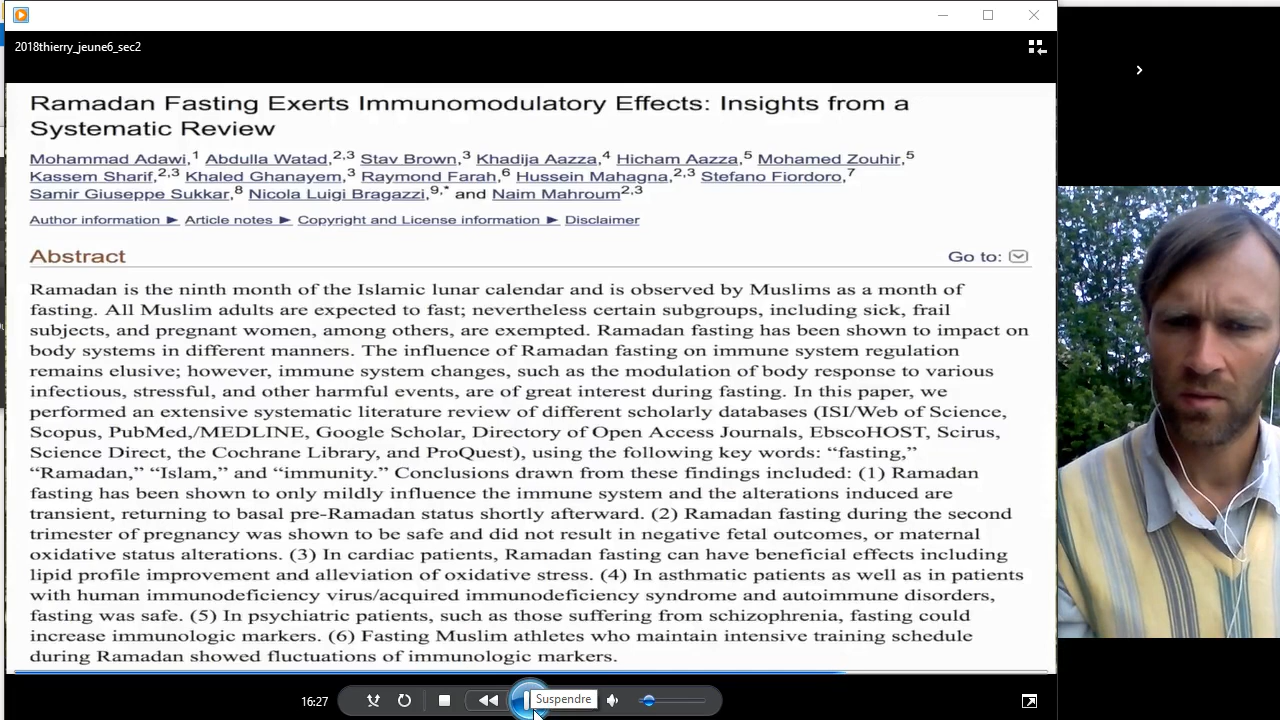 2018thierry_jeune6_sec2
Ramadan Fasting Exerts Immunomodulatory Effects: Insights from a
Systematic Review
Mohammad Adawi,1 Abdulla Watad,2,3 Stav Brown,3 Khadija Aazza,4 Hicham Aazza,5 Mohamed Zouhir,5
Kassem Sharif,2,3 Khaled Ghanayem,3 Raymond Farah,6 Hussein Mahagna,2,3 Stefano Fiordoro,7
Samir Giuseppe Sukkar,8 Nicola Luigi Bragazzi,9,* and Naim Mahroum2,3
Author information ► Article notes ► Copyright and License information ► Disclaimer
Abstract Go to:
Ramadan is the ninth month of the Islamic lunar calendar and is observed by Muslims as a month of
fasting. All Muslim adults are expected to fast; nevertheless certain subgroups, including sick, frail
subjects, and pregnant women, among others, are exempted. Ramadan fasting has been shown to impact on
body systems in different manners. The influence of Ramadan fasting on immune system regulation
remains elusive; however, immune system changes, such as the modulation of body response to various
infectious, stressful, and other harmful events, are of great interest during fasting. In this paper, we
performed an extensive systematic literature review of different scholarly databases (ISI/Web of Science,
Scopus, PubMed,/MEDLINE, Google Scholar, Directory of Open Access Journals, EbscoHOST, Scirus,
Science Direct, the Cochrane Library, and ProQuest), using the following key words: “fasting,”
“Ramadan,” “Islam,” and “immunity.” Conclusions drawn from these findings included: (1) Ramadan
fasting has been shown to only mildly influence the immune system and the alterations induced are
transient, returning to basal pre-Ramadan status shortly afterward. (2) Ramadan fasting during the second
trimester of pregnancy was shown to be safe and did not result in negative fetal outcomes, or maternal
oxidative status alterations. (3) In cardiac patients, Ramadan fasting can have beneficial effects including
lipid profile improvement and alleviation of oxidative stress. (4) In asthmatic patients as well as in patients
with human immunodeficiency virus/acquired immunodeficiency syndrome and autoimmune disorders,
fasting was safe. (5) In psychiatric patients, such as those suffering from schizophrenia, fasting could
increase immunologic markers. (6) Fasting Muslim athletes who maintain intensive training schedule
during Ramadan showed fluctuations of immunologic markers.
16:27
Suspendre